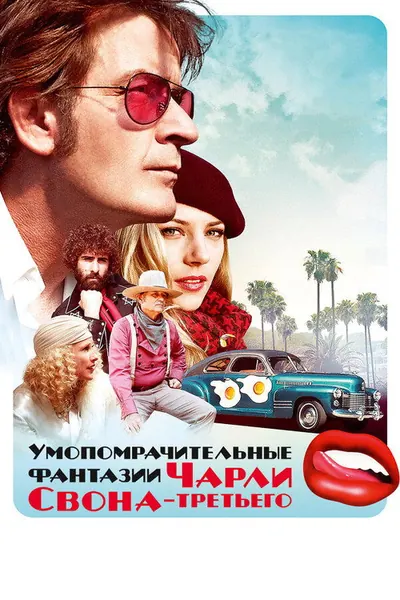 Умопомрачительные
фантазии Чарли
Свона-третьего